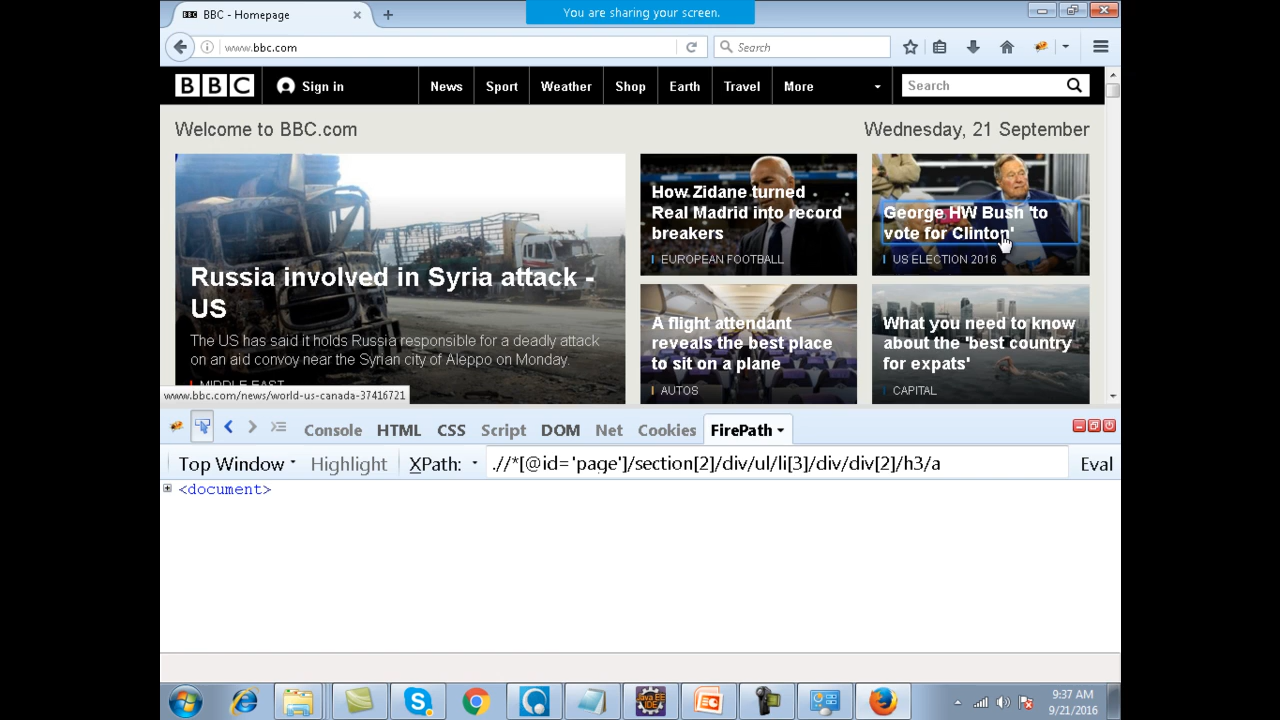 BBC - Homepage
You are sharing your screen.
www.bbc.com
Search
BBC
Sign in
News
Sport
Weather
Shop
Earth
Travel
More
Search
Welcome to BBC.com
Wednesday, 21 September
Russia involved in Syria attack -
US
The US has said it holds Russia responsible for a deadly attack
on an aid convoy near the Syrian city of Aleppo on Monday.
MIDDLE EAST
How Zidane turned
Real Madrid into record
breakers
EUROPEAN FOOTBALL
George HW Bush 'to
vote for Clinton'
US ELECTION 2016
A flight attendant
reveals the best place
to sit on a plane
AUTOS
What you need to know
about the 'best country
for expats'
CAPITAL
www.bbc.com/news/world-us-canada-37416721
Console
HTML
CSS
Script
DOM
Net
Cookies
FirePath
Top Window
Highlight
XPath:
.//*[@id='page']/section[2]/div/ul/li[3]/div/div[2]/h3/a
Eval
<document>
Java EE
IDE
9:37 AM
9/21/2016